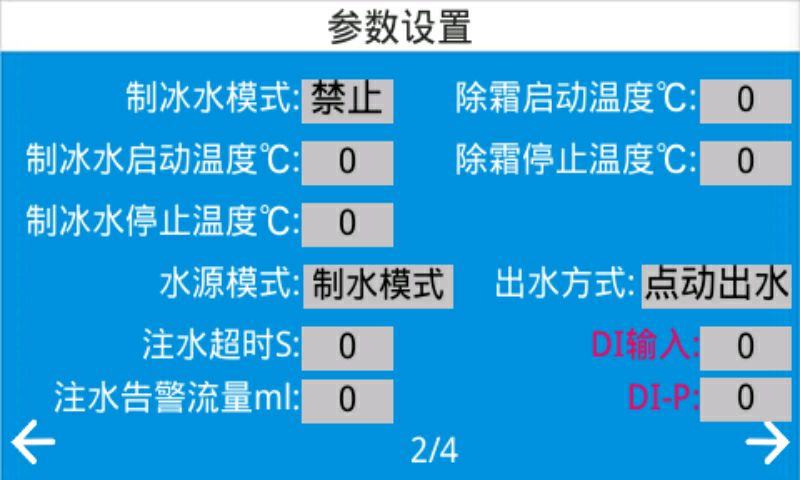 参数设置
制冰水模式: 禁止 除霜启动温度℃: 0
制冰水启动温度℃: 0 除霜停止温度℃: 0
制冰水停止温度℃: 0
水源模式: 制水模式 出水方式: 点动出水
注水超时S: 0 DI输入: 0
注水告警流量ml: 0 DI-P: 0
2/4